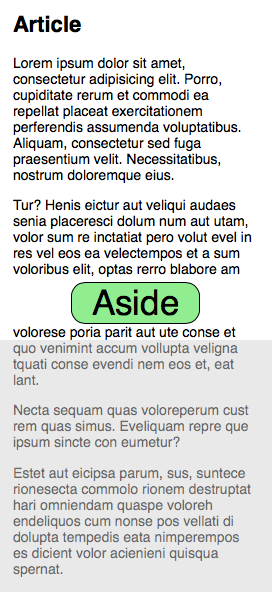 Article
Lorem ipsum dolor sit amet,
consectetur adipisicing elit. Porro,
cupiditate rerum et commodi ea
repellat placeat exercitationem
perferendis assumenda voluptatibus.
Aliquam, consectetur sed fuga
praesentium velit. Necessitatibus,
nostrum doloremque eius.
Tur? Henis eictur aut veliqui audaes
senia placeresci dolum num aut utam,
volor sum re inctatiat pero volut evel in
res vel eos ea velectempos et a sum
voloribus elit, optas rerro blabore am
Aside
volorese poria parit aut ute conse et
quo venimint accum vollupta veligna
tquati conse evendi nem eos et, eat
lant.
Necta sequam quas voloreperum cust
rem quas simus. Eveliquam repre que
ipsum sincte con eumetur?
Estet aut eicipsa parum, sus, suntece
rionesecta commolo rionem destruptat
hari omniendam quaspe voloreh
endeliquos cum nonse pos vellati di
dolupta tempedis eata nimperempos
es dicient volor acienieni quisqua
spernat.